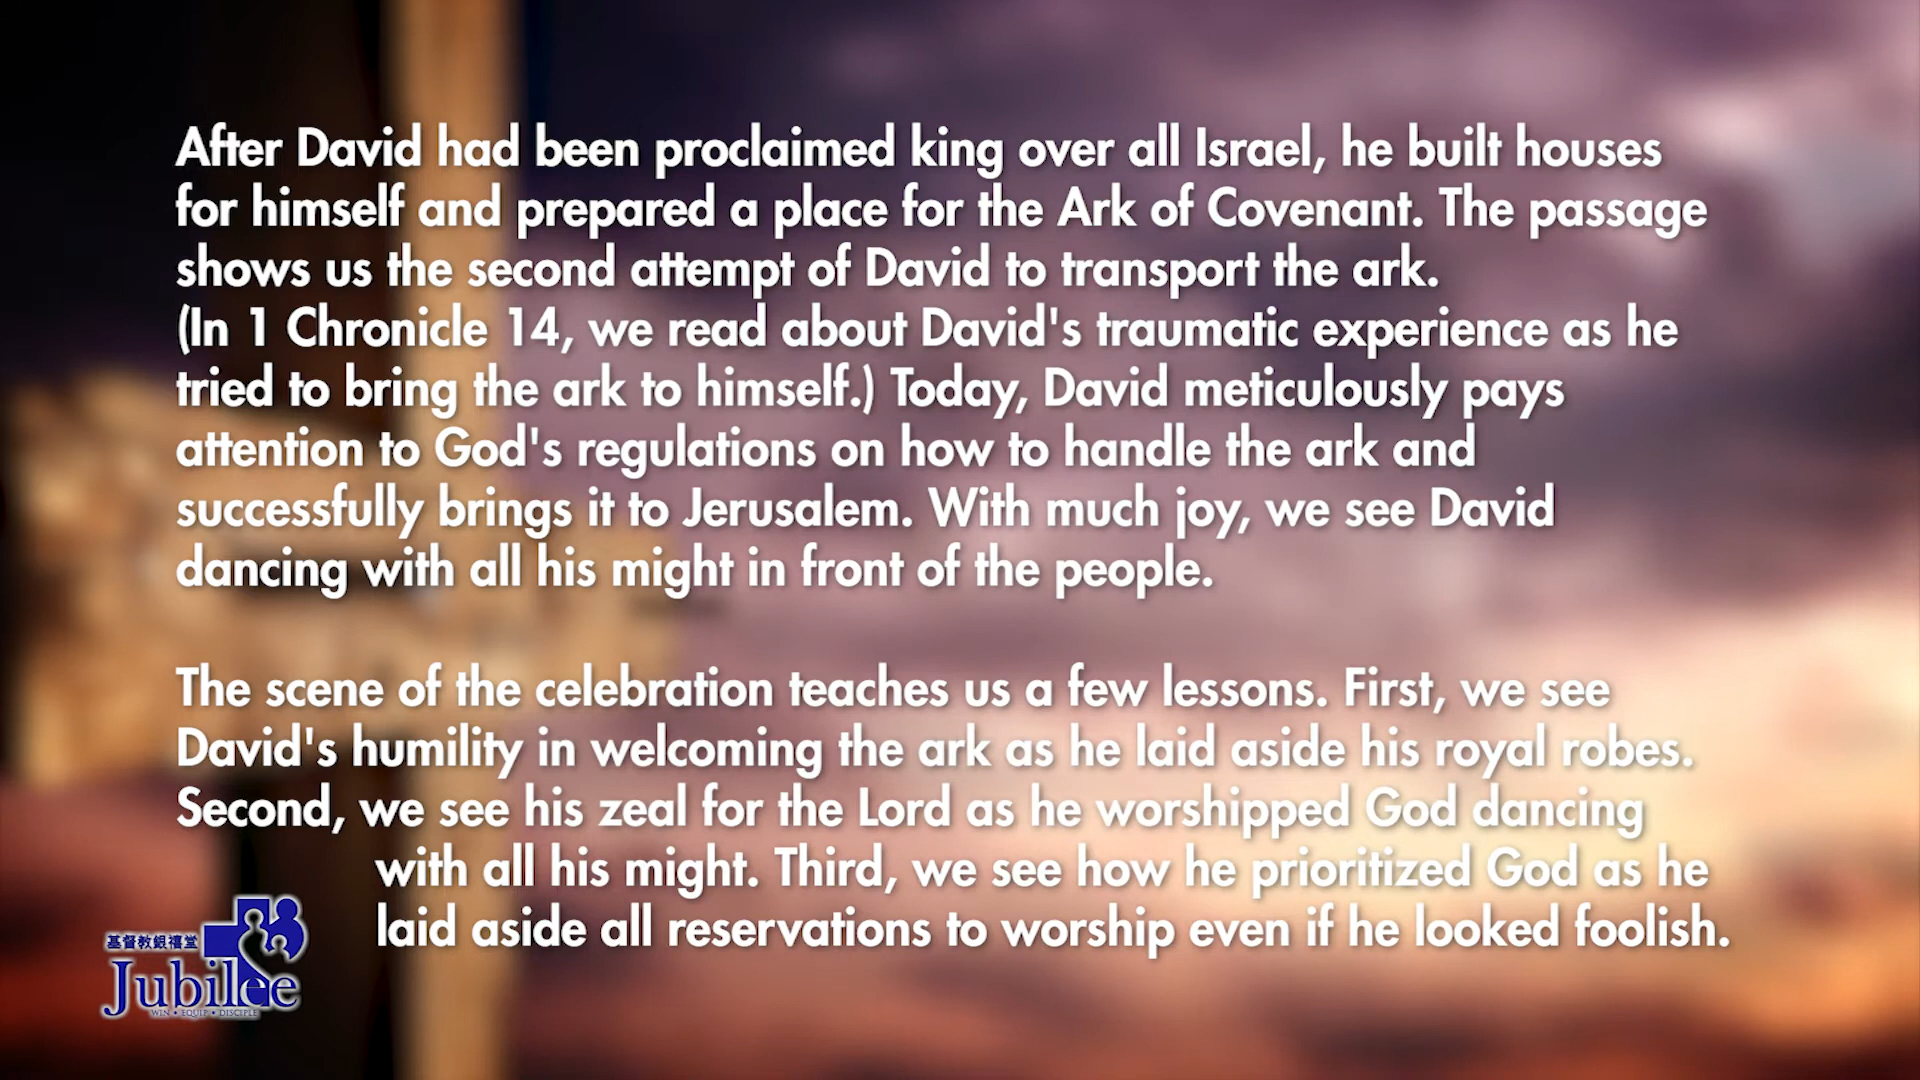 After David had been proclaimed king over all Israel, he built houses
for himself and prepared a place for the Ark of Covenant. The passage
shows us the second attempt of David to transport the ark.
(In 1 Chronicle 14, we read about David's traumatic experience as he
tried to bring the ark to himself.) Today, David meticulously pays
attention to God's regulations on how to handle the ark and
successfully brings it to Jerusalem. With much joy, we see David
dancing with all his might in front of the people.
The scene of the celebration teaches us a few lessons. First, we see
David's humility in welcoming the ark as he laid aside his royal robes.
Second, we see his zeal for the Lord as he worshipped God dancing
with all his might. Third, we see how he prioritized God as he
laid aside all reservations to worship even if he looked foolish.
基督教銀禧堂
Jubilee
WIN • EQUIP • DISCIPLE